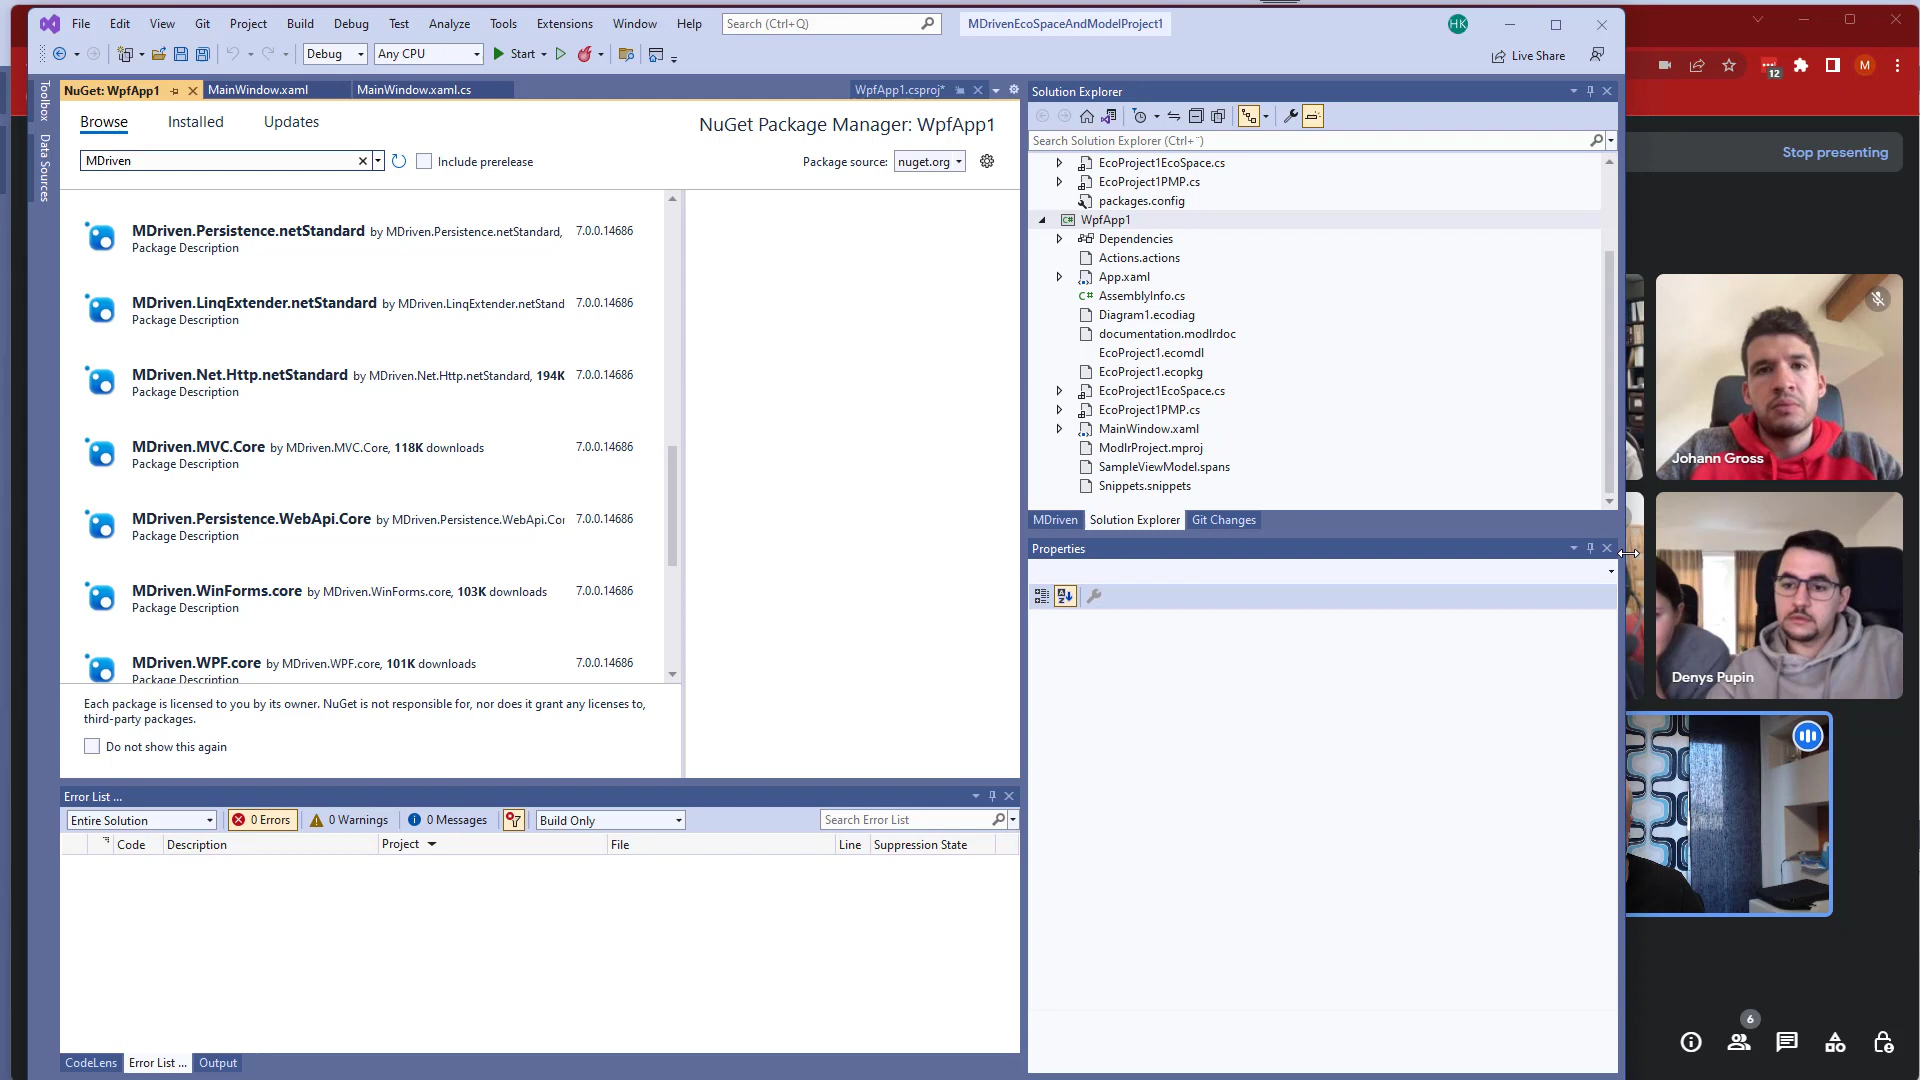 File Edit View Git Project Build Debug Test Analyze Tools Extensions Window Help Search (Ctrl+Q) MDrivenEcoSpaceAndModelProject1 HK
Debug Any CPU Start Live Share
12 M
Stop presenting
Toolbox
Data Sources
NuGet: WpfApp1 MainWindow.xaml MainWindow.xaml.cs WpfApp1.csproj*
Browse Installed Updates NuGet Package Manager: WpfApp1
MDriven Include prerelease Package source: nuget.org
MDriven.Persistence.netStandard by MDriven.Persistence.netStandard, 7.0.0.14686
Package Description
MDriven.LinqExtender.netStandard by MDriven.LinqExtender.netStand 7.0.0.14686
Package Description
MDriven.Net.Http.netStandard by MDriven.Net.Http.netStandard, 194K 7.0.0.14686
Package Description
MDriven.MVC.Core by MDriven.MVC.Core, 118K downloads 7.0.0.14686
Package Description
MDriven.Persistence.WebApi.Core by MDriven.Persistence.WebApi.Cor 7.0.0.14686
Package Description
MDriven.WinForms.core by MDriven.WinForms.core, 103K downloads 7.0.0.14686
Package Description
MDriven.WPF.core by MDriven.WPF.core, 101K downloads 7.0.0.14686
Package Description
Each package is licensed to you by its owner. NuGet is not responsible for, nor does it grant any licenses to,
third-party packages.
Do not show this again
Solution Explorer
Search Solution Explorer (Ctrl+¨)
EcoProject1EcoSpace.cs
EcoProject1PMP.cs
packages.config
C# WpfApp1
Dependencies
Actions.actions
App.xaml
C# AssemblyInfo.cs
Diagram1.ecodiag
documentation.modlrdoc
EcoProject1.ecomdl
EcoProject1.ecopkg
EcoProject1EcoSpace.cs
EcoProject1PMP.cs
MainWindow.xaml
ModlrProject.mproj
SampleViewModel.spans
Snippets.snippets
MDriven Solution Explorer Git Changes
Properties
Error List ...
Entire Solution 0 Errors 0 Warnings 0 Messages Build Only Search Error List
Code Description Project File Line Suppression State
CodeLens Error List ... Output
Johann Gross
Denys Pupin
6